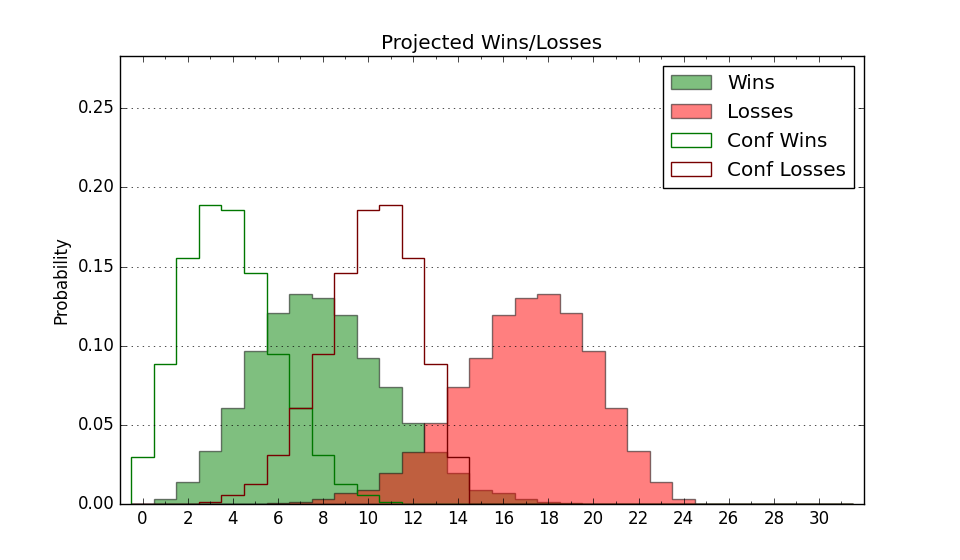 Projected Wins/Losses
Wins
Losses
Conf Wins
Conf Losses
Probability
0.25
0.20
0.15
0.10
0.05
0.00
0 2 4 6 8 10 12 14 16 18 20 22 24 26 28 30